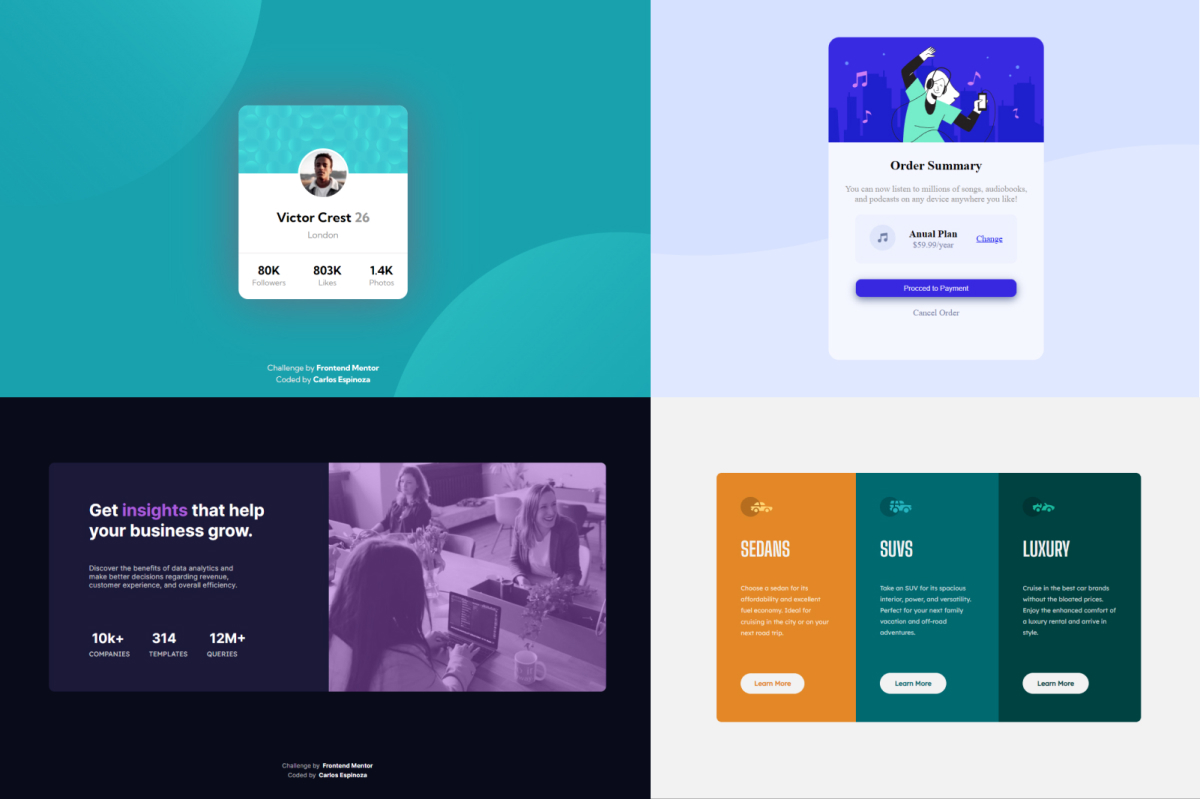 Victor Crest 26
London
80K 803K 1.4K
Followers Likes Photos
Challenge by Frontend Mentor
Coded by Carlos Espinoza
Order Summary
You can now listen to millions of songs, audiobooks,
and podcasts on any device anywhere you like!
Anual Plan
$59.99/year
Change
Procced to Payment
Cancel Order
Get insights that help
your business grow.
Discover the benefits of data analytics and
make better decisions regarding revenue,
customer experience, and overall efficiency.
10k+ 314 12M+
COMPANIES TEMPLATES QUERIES
Challenge by Frontend Mentor
Coded by Carlos Espinoza
SEDANS
Choose a sedan for its
affordability and excellent
fuel economy. Ideal for
cruising in the city or on your
next road trip.
Learn More
SUVS
Take an SUV for its spacious
interior, power, and versatility.
Perfect for your next family
vacation and off-road
adventures.
Learn More
LUXURY
Cruise in the best car brands
without the bloated prices.
Enjoy the enhanced comfort of
a luxury rental and arrive in
style.
Learn More